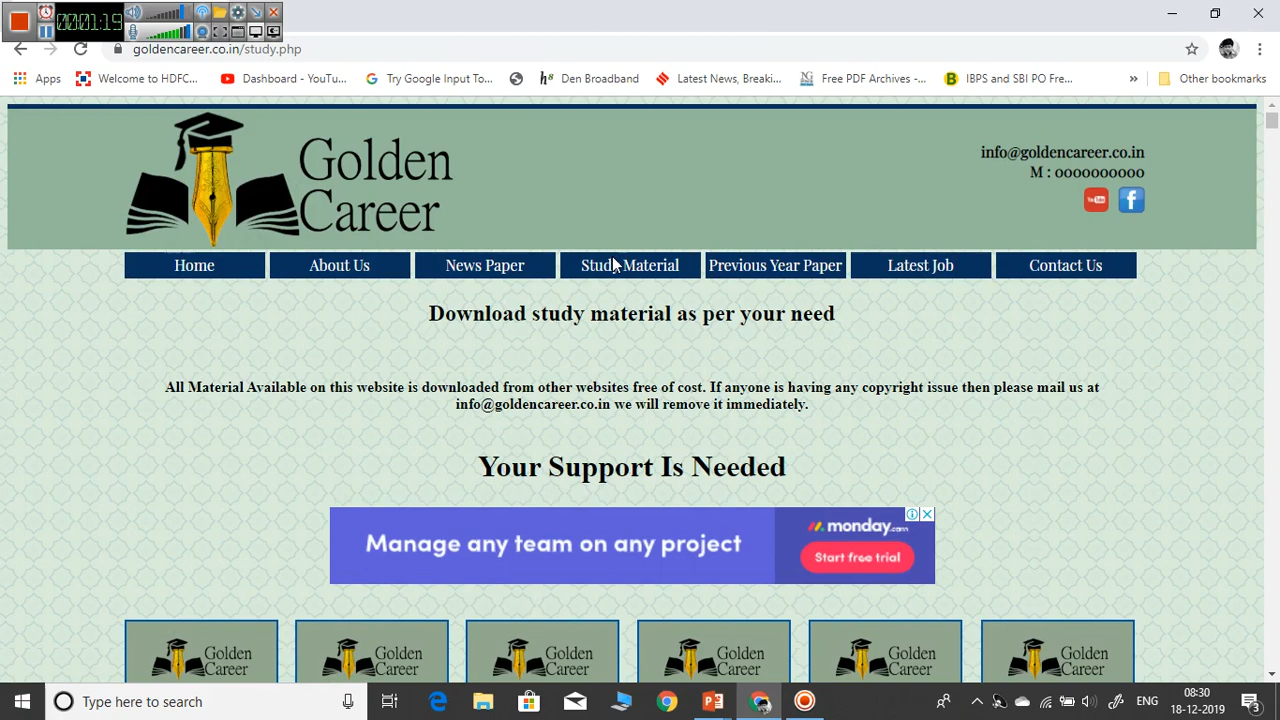 00:01:19
goldencareer.co.in/study.php
Apps
Welcome to HDFC...
Dashboard - YouTu...
Try Google Input To...
Den Broadband
Latest News, Breaki...
Free PDF Archives -...
IBPS and SBI PO Fre...
»
Other bookmarks
Golden
Career
info@goldencareer.co.in
M : 0000000000
Home
About Us
News Paper
Study Material
Previous Year Paper
Latest Job
Contact Us
Download study material as per your need
All Material Available on this website is downloaded from other websites free of cost. If anyone is having any copyright issue then please mail us at
info@goldencareer.co.in we will remove it immediately.
Your Support Is Needed
Manage any team on any project
monday.com
Start free trial
Golden
Career
Golden
Career
Golden
Career
Golden
Career
Golden
Career
Golden
Career
Type here to search
ENG
08:30
18-12-2019
3